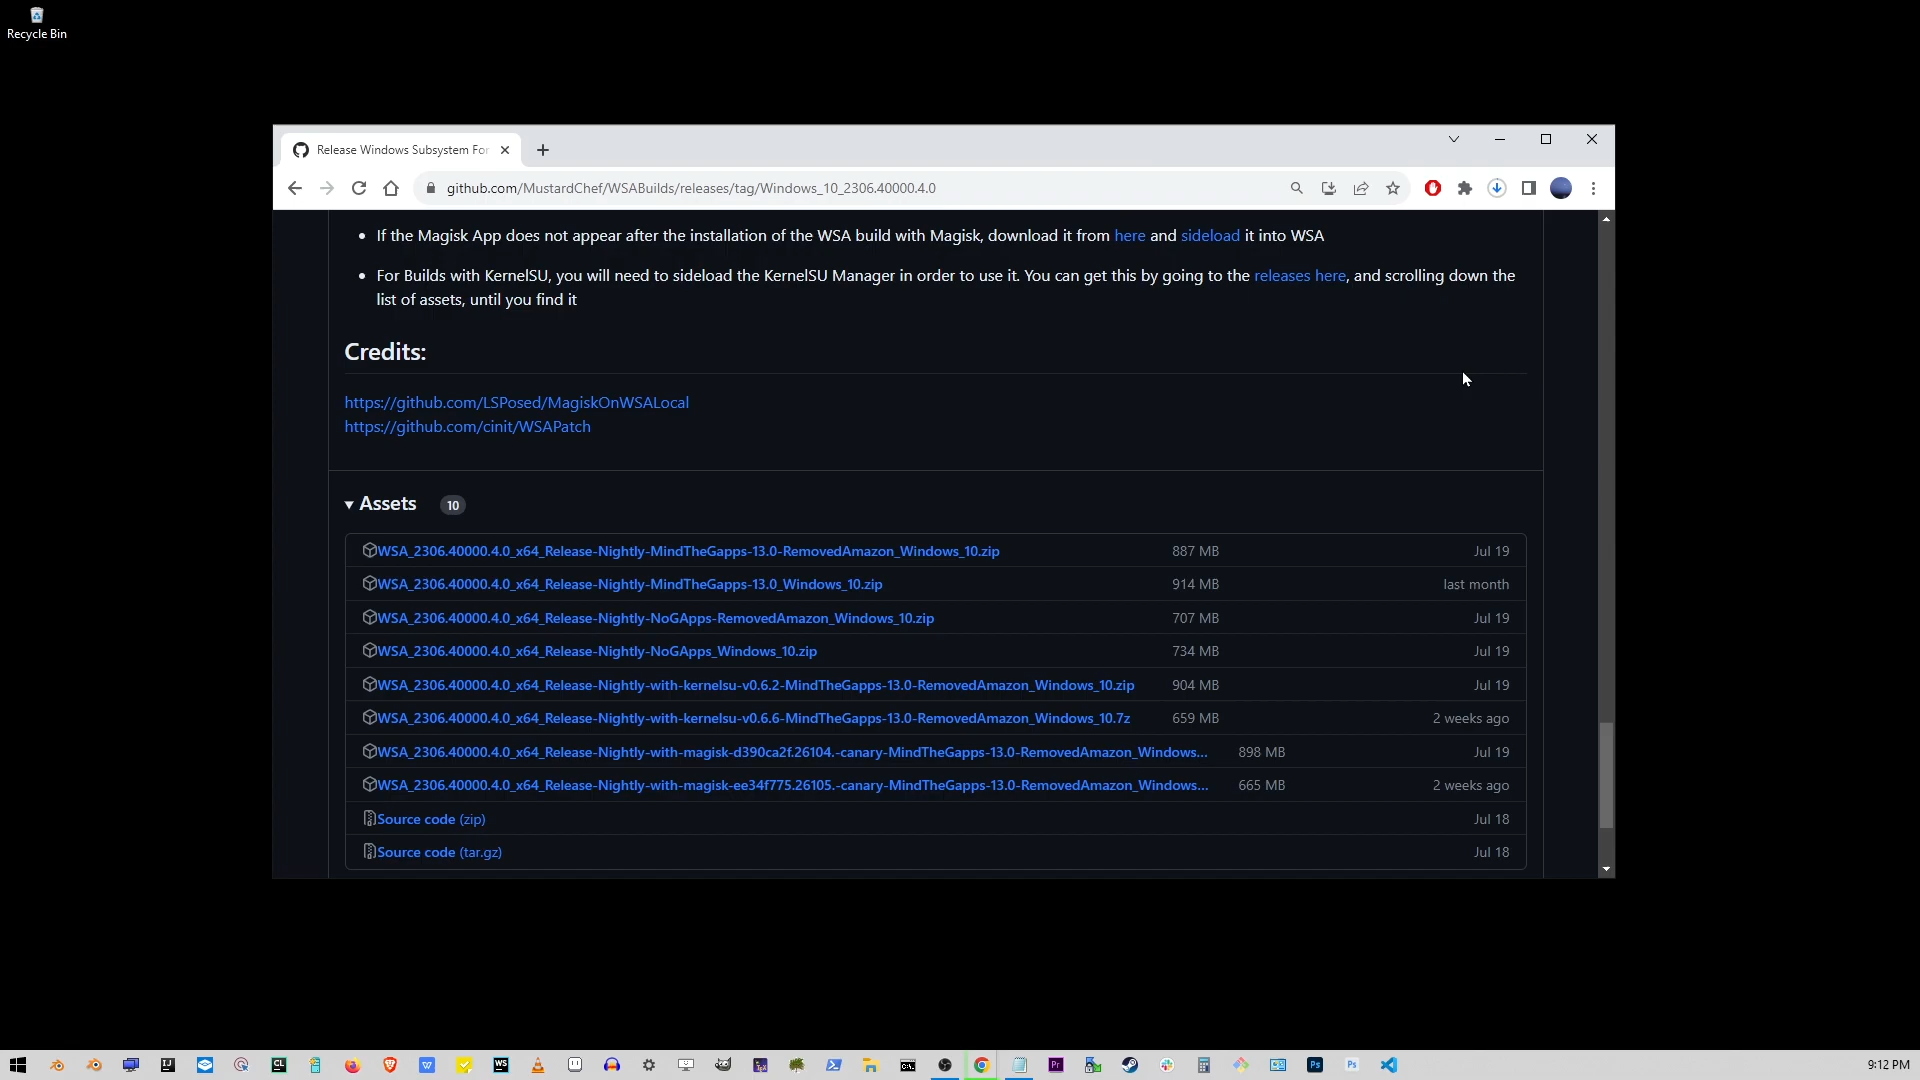 Recycle Bin
Release Windows Subsystem For
github.com/MustardChef/WSABuilds/releases/tag/Windows_10_2306.40000.4.0
If the Magisk App does not appear after the installation of the WSA build with Magisk, download it from here and sideload it into WSA
For Builds with KernelSU, you will need to sideload the KernelSU Manager in order to use it. You can get this by going to the releases here, and scrolling down the
list of assets, until you find it
Credits:
https://github.com/LSPosed/MagiskOnWSALocal
https://github.com/cinit/WSAPatch
Assets 10
WSA_2306.40000.4.0_x64_Release-Nightly-MindTheGapps-13.0-RemovedAmazon_Windows_10.zip 887 MB Jul 19
WSA_2306.40000.4.0_x64_Release-Nightly-MindTheGapps-13.0_Windows_10.zip 914 MB last month
WSA_2306.40000.4.0_x64_Release-Nightly-NoGApps-RemovedAmazon_Windows_10.zip 707 MB Jul 19
WSA_2306.40000.4.0_x64_Release-Nightly-NoGApps_Windows_10.zip 734 MB Jul 19
WSA_2306.40000.4.0_x64_Release-Nightly-with-kernelsu-v0.6.2-MindTheGapps-13.0-RemovedAmazon_Windows_10.zip 904 MB Jul 19
WSA_2306.40000.4.0_x64_Release-Nightly-with-kernelsu-v0.6.6-MindTheGapps-13.0-RemovedAmazon_Windows_10.7z 659 MB 2 weeks ago
WSA_2306.40000.4.0_x64_Release-Nightly-with-magisk-d390ca2f.26104.-canary-MindTheGapps-13.0-RemovedAmazon_Windows... 898 MB Jul 19
WSA_2306.40000.4.0_x64_Release-Nightly-with-magisk-ee34f775.26105.-canary-MindTheGapps-13.0-RemovedAmazon_Windows... 665 MB 2 weeks ago
Source code (zip) Jul 18
Source code (tar.gz) Jul 18
IJ CL W WS Pr Ps Ps 9:12 PM